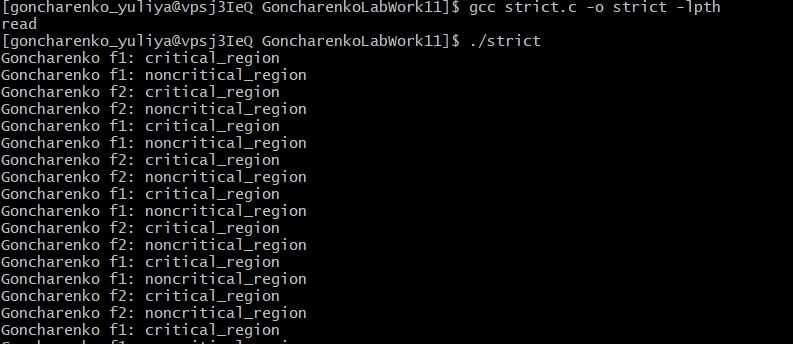 [goncharenko_yuliya@vpsj3IeQ GoncharenkoLabWork11]$ gcc strict.c -o strict -lpth
read
[goncharenko_yuliya@vpsj3IeQ GoncharenkoLabWork11]$ ./strict
Goncharenko f1: critical_region
Goncharenko f1: noncritical_region
Goncharenko f2: critical_region
Goncharenko f2: noncritical_region
Goncharenko f1: critical_region
Goncharenko f1: noncritical_region
Goncharenko f2: critical_region
Goncharenko f2: noncritical_region
Goncharenko f1: critical_region
Goncharenko f1: noncritical_region
Goncharenko f2: critical_region
Goncharenko f2: noncritical_region
Goncharenko f1: critical_region
Goncharenko f1: noncritical_region
Goncharenko f2: critical_region
Goncharenko f2: noncritical_region
Goncharenko f1: critical_region